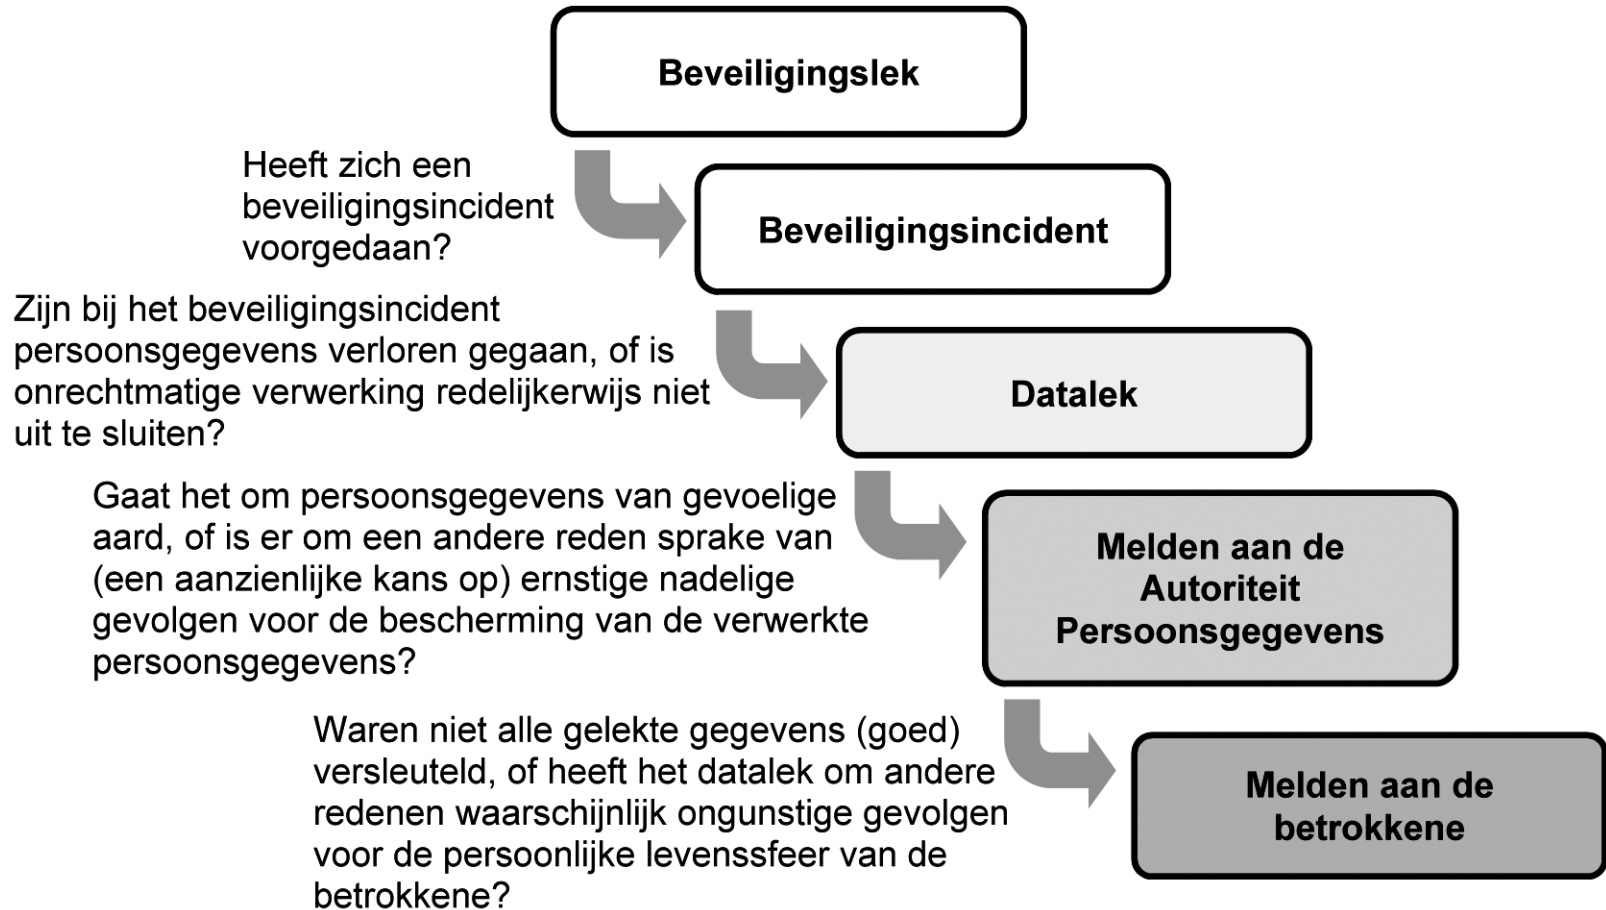 Beveiligingslek
Heeft zich een
beveiligingsincident
voorgedaan?
Beveiligingsincident
Zijn bij het beveiligingsincident
persoonsgegevens verloren gegaan, of is
onrechtmatige verwerking redelijkerwijs niet
uit te sluiten?
Datalek
Gaat het om persoonsgegevens van gevoelige
aard, of is er om een andere reden sprake van
(een aanzienlijke kans op) ernstige nadelige
gevolgen voor de bescherming van de verwerkte
persoonsgegevens?
Melden aan de
Autoriteit
Persoonsgegevens
Waren niet alle gelekte gegevens (goed)
versleuteld, of heeft het datalek om andere
redenen waarschijnlijk ongunstige gevolgen
voor de persoonlijke levenssfeer van de
betrokkene?
Melden aan de
betrokkene